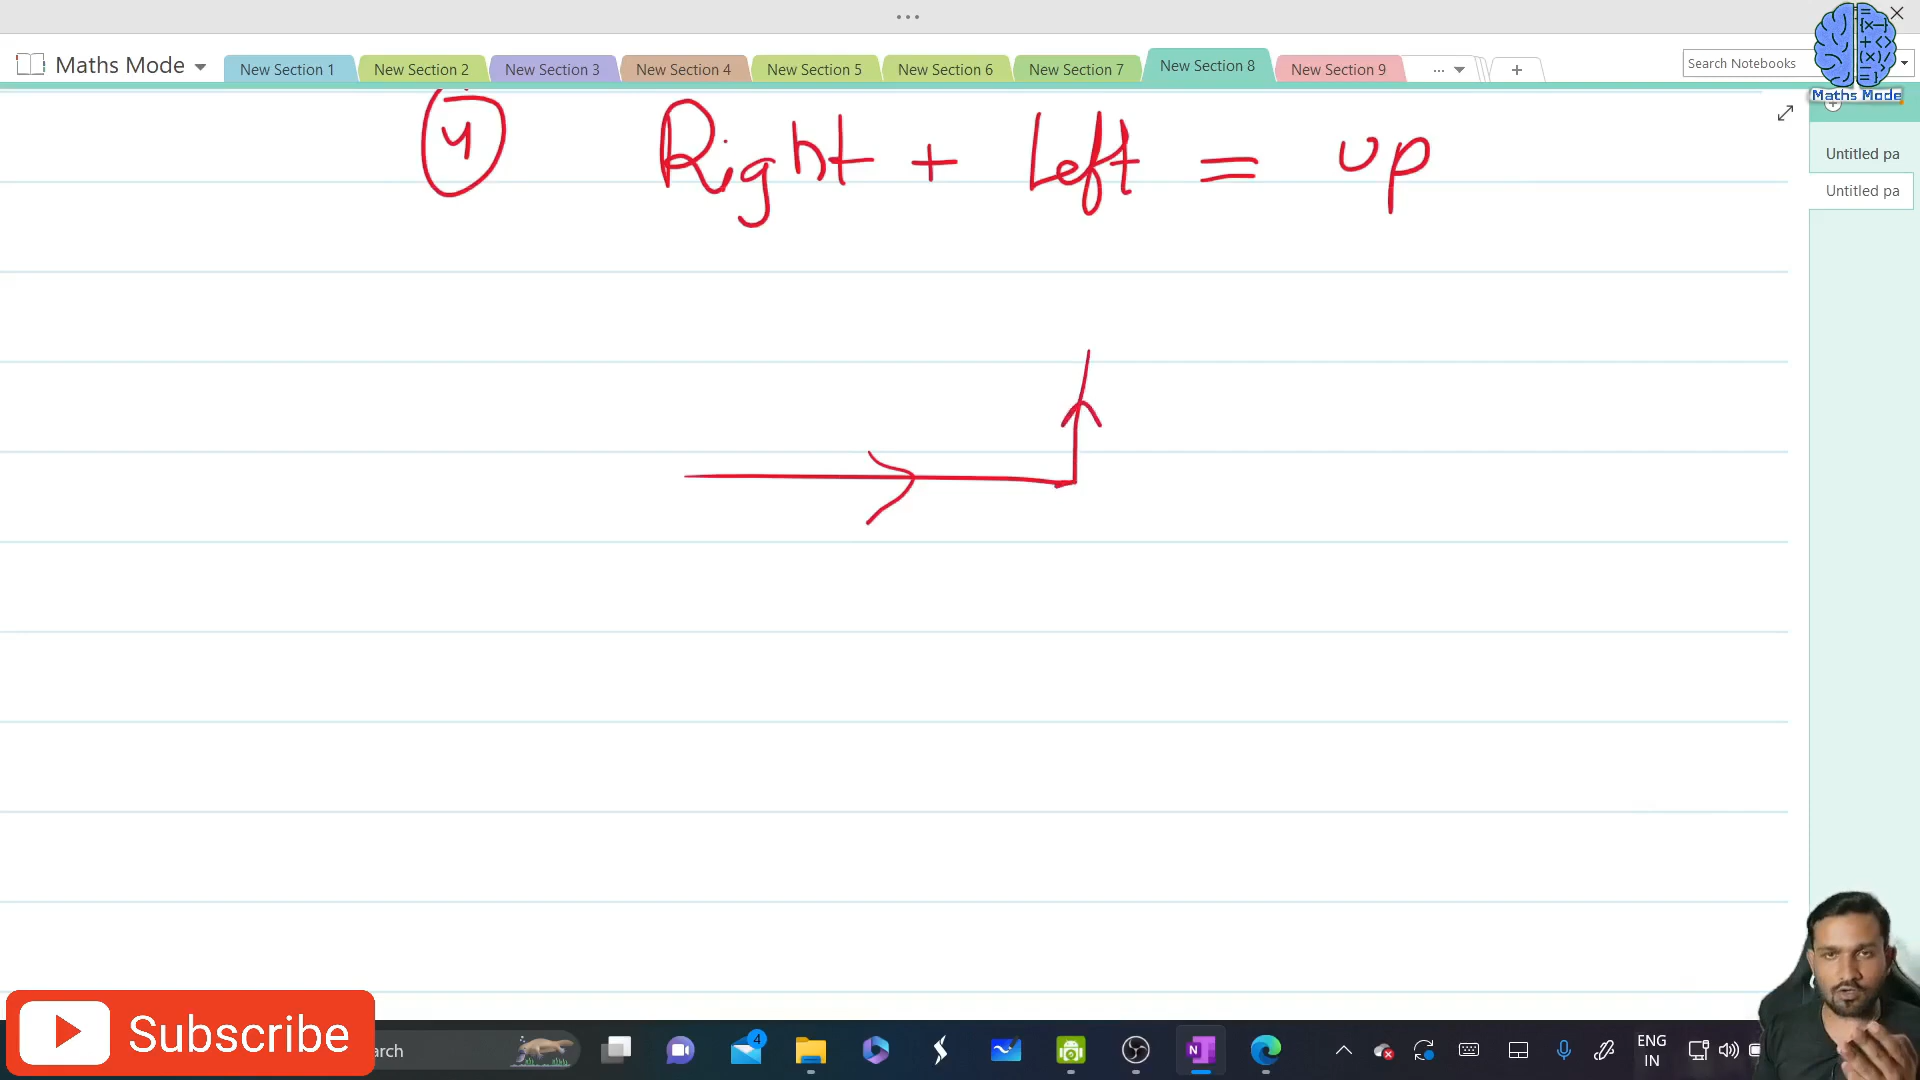 Maths Mode
New Section 1
New Section 2
New Section 3
New Section 4
New Section 5
New Section 6
New Section 7
New Section 8
New Section 9
Search Notebooks
Maths Mode
4 Right + Left = up
Untitled pa
Untitled pa
Subscribe
arch
4
ENG
IN